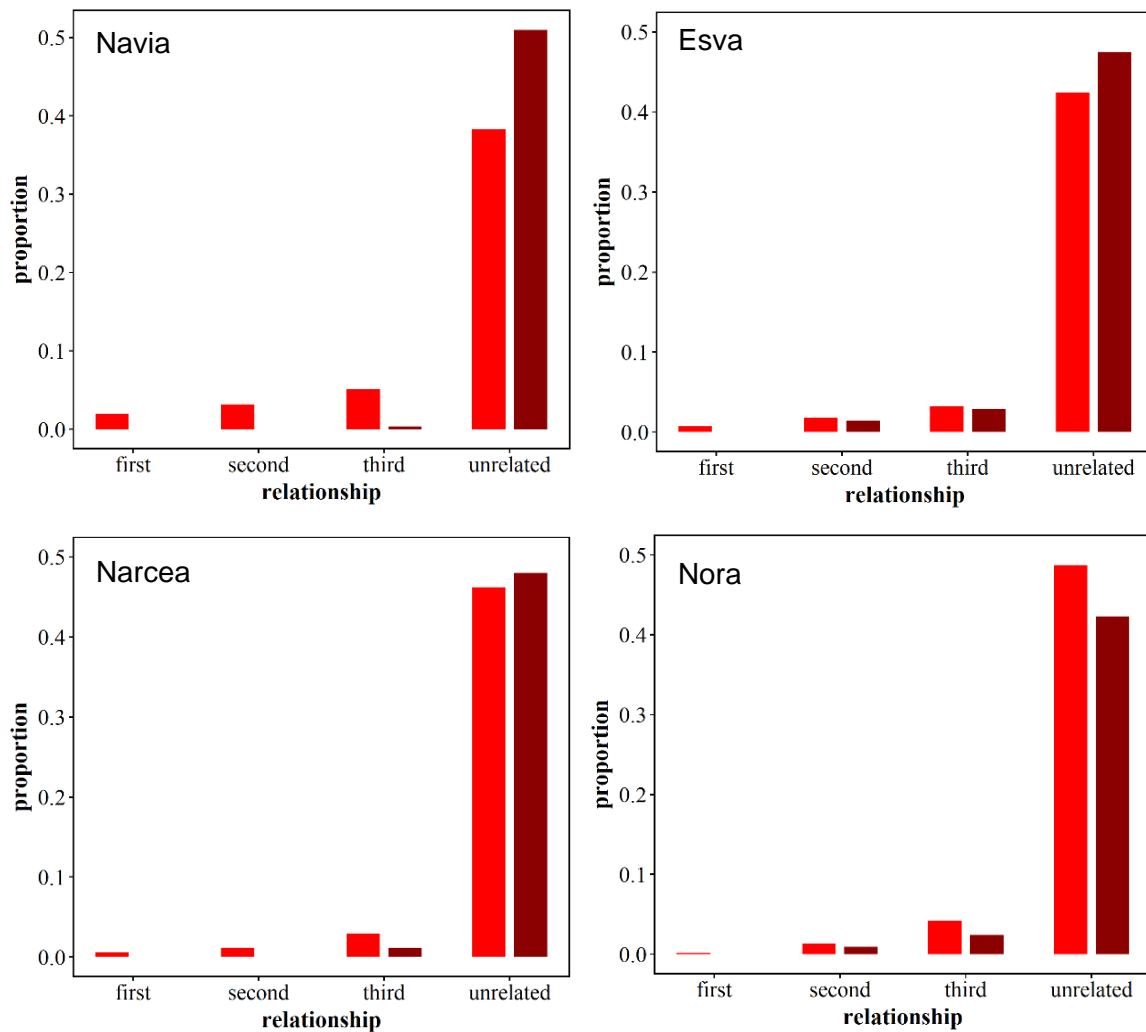 Navia
0.5
0.4
0.3
0.2
0.1
0.0
proportion
first second third unrelated
relationship
Esva
0.5
0.4
0.3
0.2
0.1
0.0
proportion
first second third unrelated
relationship
Narcea
0.5
0.4
0.3
0.2
0.1
0.0
proportion
first second third unrelated
relationship
Nora
0.5
0.4
0.3
0.2
0.1
0.0
proportion
first second third unrelated
relationship